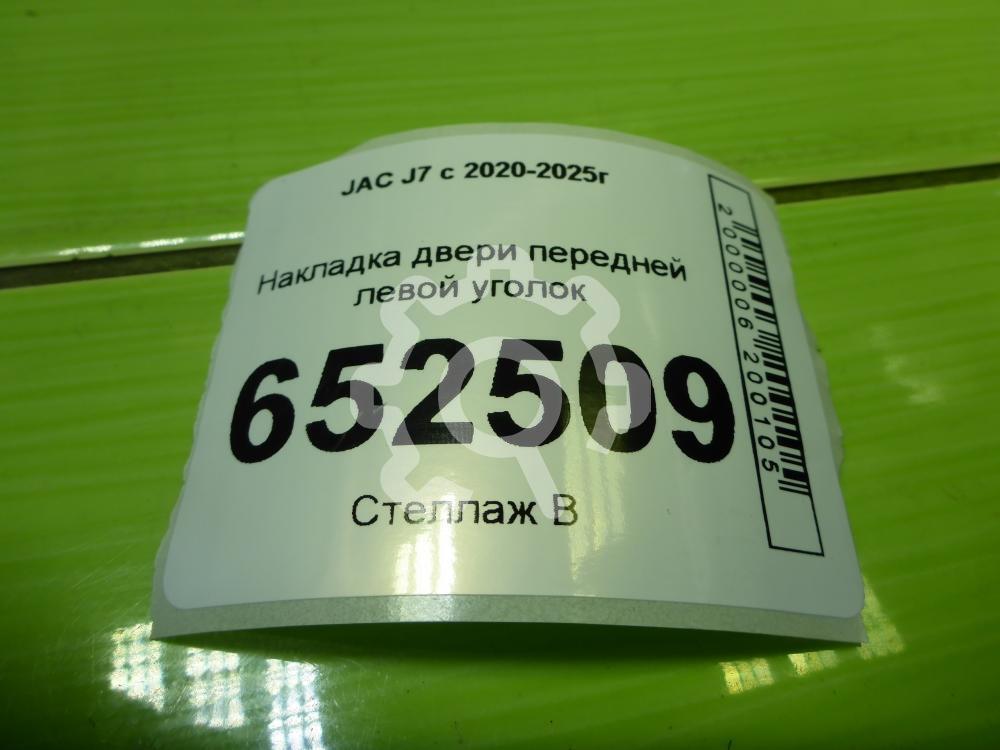 JAC J7 с 2020-2025г
Накладка двери передней
левой уголок
652509
Стеллаж В
2000006200105